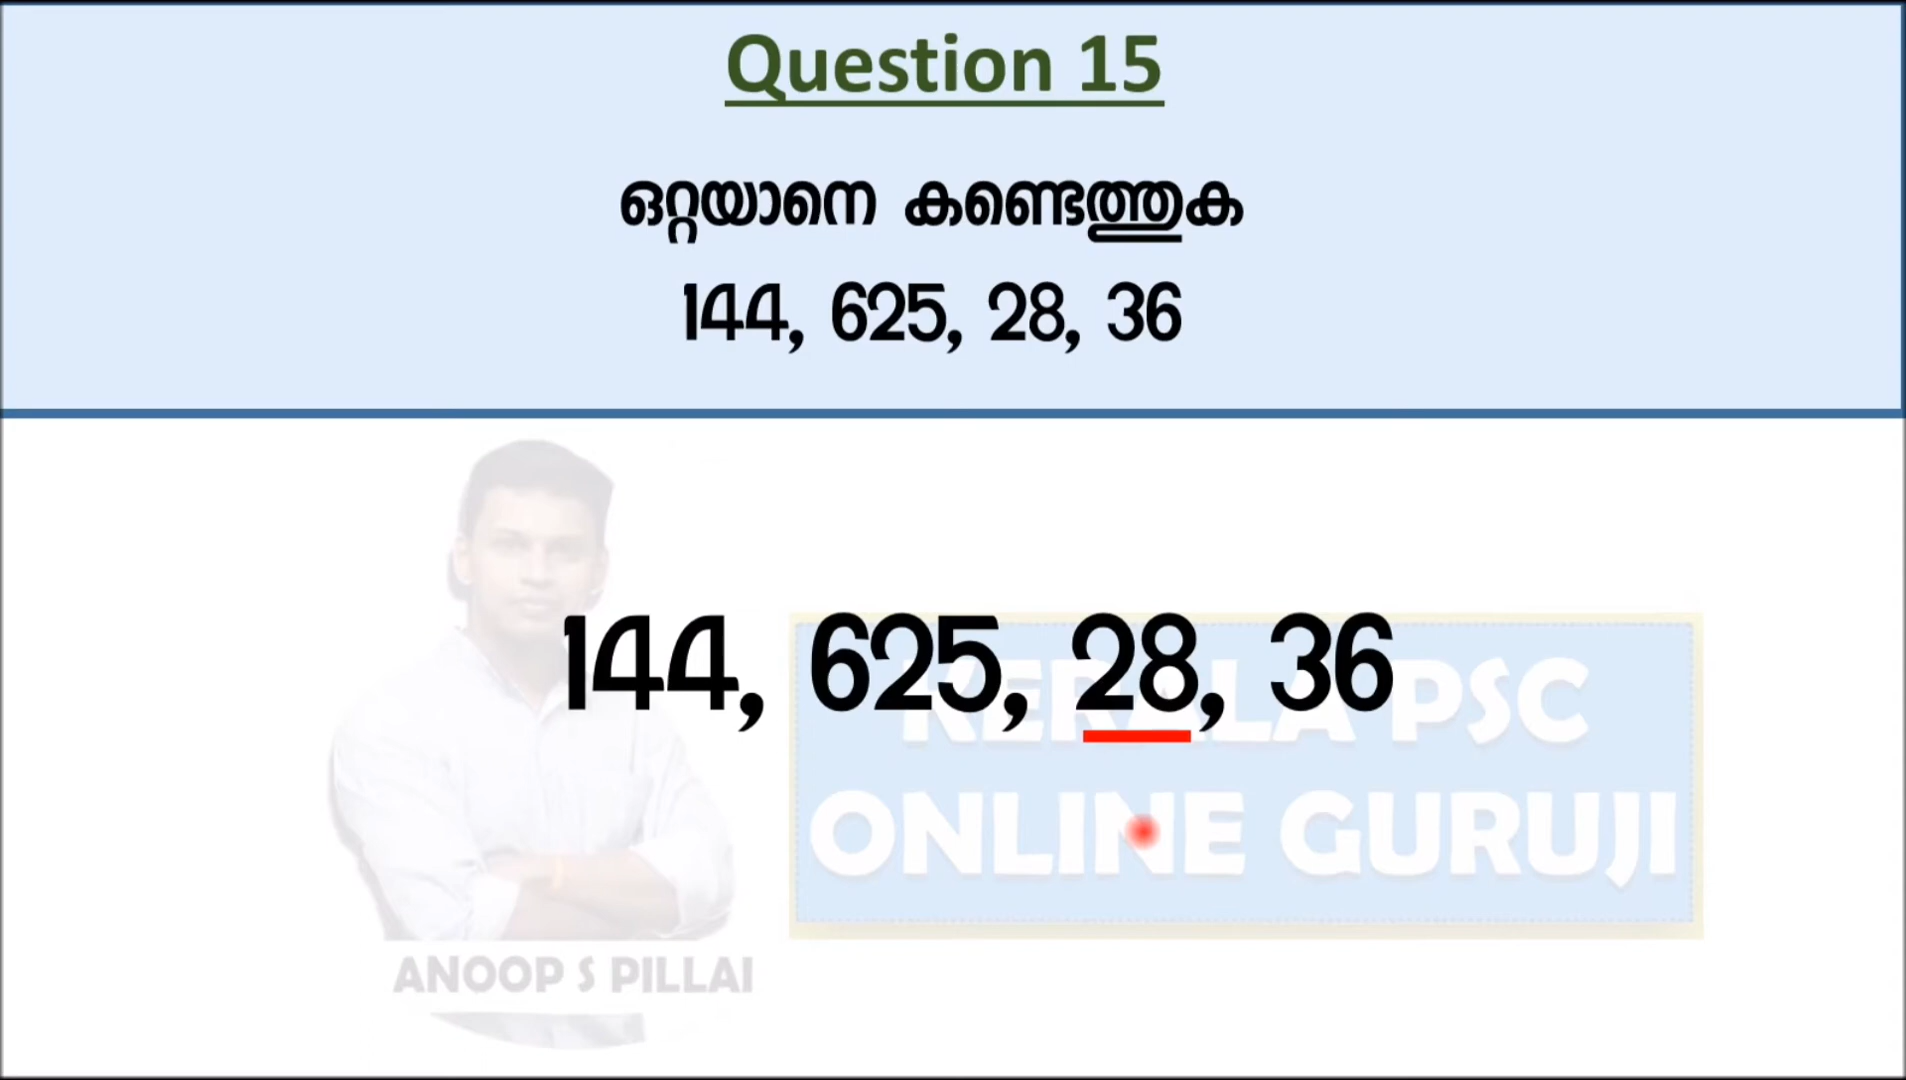 Question 15
ഒറ്റയാനെ കണ്ടെത്തുക
144, 625, 28, 36
144, 625, 28, 36
KERALA PSC
ONLINE GURUJI
ANOOP S PILLAI